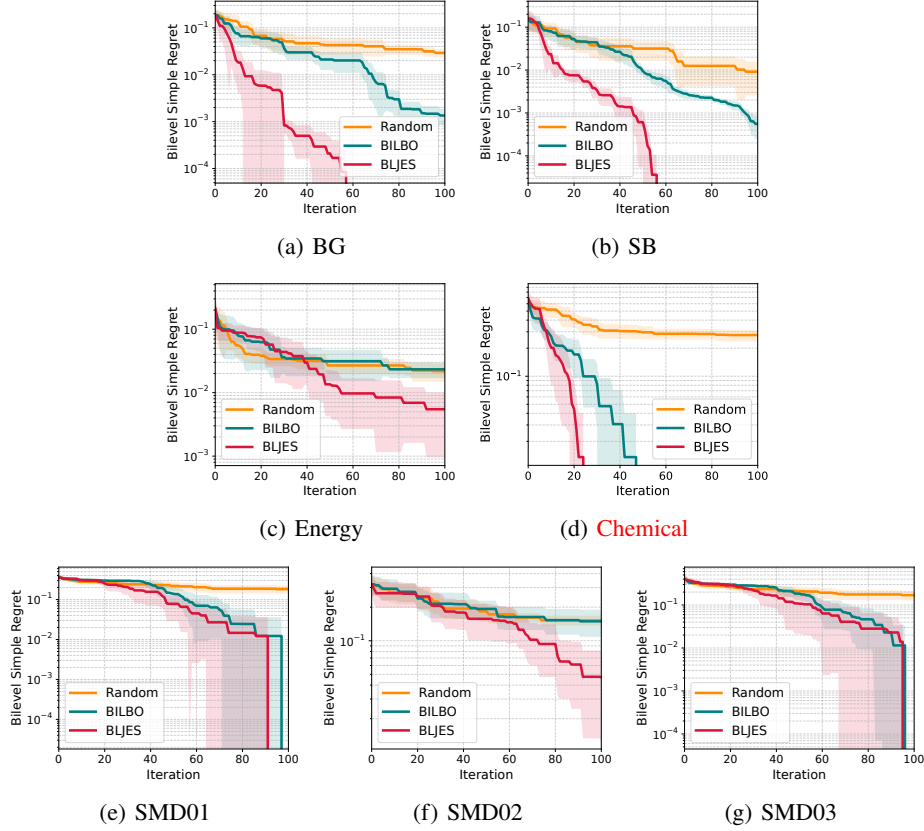 Bilevel Simple Regret
10⁻¹
10⁻²
10⁻³
10⁻⁴
Random
BILBO
BLJES
0 20 40 60 80 100
Iteration
(a) BG
Bilevel Simple Regret
10⁻¹
10⁻²
10⁻³
10⁻⁴
Random
BILBO
BLJES
0 20 40 60 80 100
Iteration
(b) SB
Bilevel Simple Regret
10⁻¹
10⁻²
10⁻³
Random
BILBO
BLJES
0 20 40 60 80 100
Iteration
(c) Energy
Bilevel Simple Regret
10⁻¹
Random
BILBO
BLJES
0 20 40 60 80 100
Iteration
(d) Chemical
Bilevel Simple Regret
10⁻¹
10⁻²
10⁻³
10⁻⁴
Random
BILBO
BLJES
0 20 40 60 80 100
Iteration
(e) SMD01
Bilevel Simple Regret
10⁻¹
Random
BILBO
BLJES
0 20 40 60 80 100
Iteration
(f) SMD02
Bilevel Simple Regret
10⁻¹
10⁻²
10⁻³
10⁻⁴
Random
BILBO
BLJES
0 20 40 60 80 100
Iteration
(g) SMD03